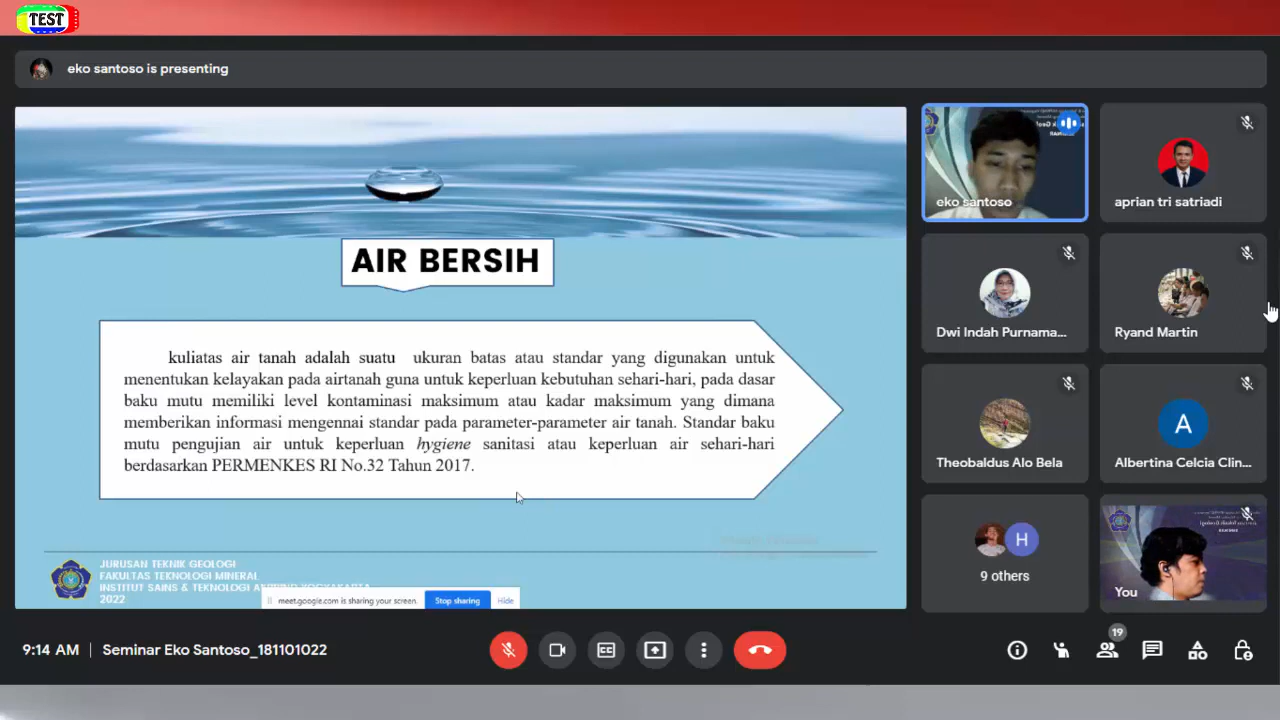 TEST
eko santoso is presenting
AIR BERSIH
kuliatas air tanah adalah suatu ukuran batas atau standar yang digunakan untuk
menentukan kelayakan pada airtanah guna untuk keperluan kebutuhan sehari-hari, pada dasar
baku mutu memiliki level kontaminasi maksimum atau kadar maksimum yang dimana
memberikan informasi mengennai standar pada parameter-parameter air tanah. Standar baku
mutu pengujian air untuk keperluan hygiene sanitasi atau keperluan air sehari-hari
berdasarkan PERMENKES RI No.32 Tahun 2017.
JURUSAN TEKNIK GEOLOGI
FAKULTAS TEKNOLOGI MINERAL
INSTITUT SAINS & TEKNOLOGI YOGYAKARTA
2022
meet.google.com is sharing your screen.
Stop sharing
Hide
eko santoso
aprian tri satriadi
Dwi Indah Purnama...
Ryand Martin
Theobaldus Alo Bela
A
Albertina Celcia Clin...
H
9 others
You
9:14 AM
Seminar Eko Santoso_181101022
19